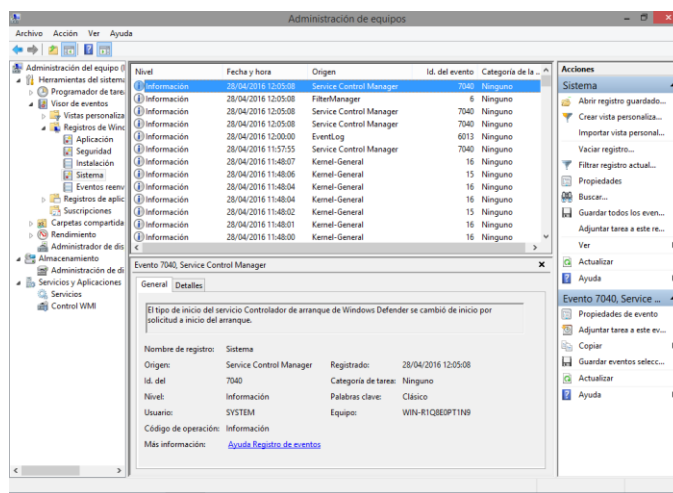 Administración de equipos
Archivo Acción Ver Ayuda
Administración del equipo (l
Herramientas del sistema
Programador de tare
Visor de eventos
Vistas personaliza
Registros de Winc
Aplicación
Seguridad
Instalación
Sistema
Eventos reenv
Registros de aplic
Suscripciones
Carpetas compartida
Rendimiento
Administrador de dis
Almacenamiento
Administración de di
Servicios y Aplicaciones
Servicios
Control WMI
Nivel Fecha y hora Origen Id. del evento Categoría de la ...
Información 28/04/2016 12:05:08 Service Control Manager 7040 Ninguno
Información 28/04/2016 12:05:08 FilterManager 6 Ninguno
Información 28/04/2016 12:05:08 Service Control Manager 7040 Ninguno
Información 28/04/2016 12:05:08 Service Control Manager 7040 Ninguno
Información 28/04/2016 12:00:00 EventLog 6013 Ninguno
Información 28/04/2016 11:57:55 Service Control Manager 7040 Ninguno
Información 28/04/2016 11:48:07 Kernel-General 16 Ninguno
Información 28/04/2016 11:48:06 Kernel-General 15 Ninguno
Información 28/04/2016 11:48:04 Kernel-General 16 Ninguno
Información 28/04/2016 11:48:04 Kernel-General 16 Ninguno
Información 28/04/2016 11:48:02 Kernel-General 15 Ninguno
Información 28/04/2016 11:48:01 Kernel-General 16 Ninguno
Información 28/04/2016 11:48:00 Kernel-General 16 Ninguno
Evento 7040, Service Control Manager
General Detalles
El tipo de inicio del servicio Controlador de arranque de Windows Defender se cambió de inicio por
solicitud a inicio del arranque.
Nombre de registro: Sistema
Origen: Service Control Manager Registrado: 28/04/2016 12:05:08
Id. del 7040 Categoría de tarea: Ninguno
Nivel: Información Palabras clave: Clásico
Usuario: SYSTEM Equipo: WIN-R1Q8E0PT1N9
Código de operación: Información
Más información: Ayuda Registro de eventos
Acciones
Sistema
Abrir registro guardado...
Crear vista personaliza...
Importar vista personal...
Vaciar registro...
Filtrar registro actual...
Propiedades
Buscar...
Guardar todos los even...
Adjuntar tarea a este re...
Ver
Actualizar
Ayuda
Evento 7040, Service ...
Propiedades de evento
Adjuntar tarea a este ev...
Copiar
Guardar eventos selecc...
Actualizar
Ayuda